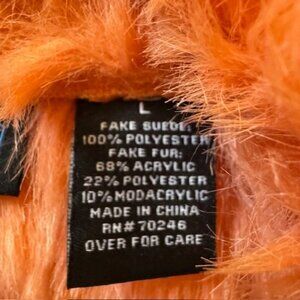 L
FAKE SUEDE:
100% POLYESTER
FAKE FUR:
68% ACRYLIC
22% POLYESTER
10% MODACRYLIC
MADE IN CHINA
RN# 70246
OVER FOR CARE